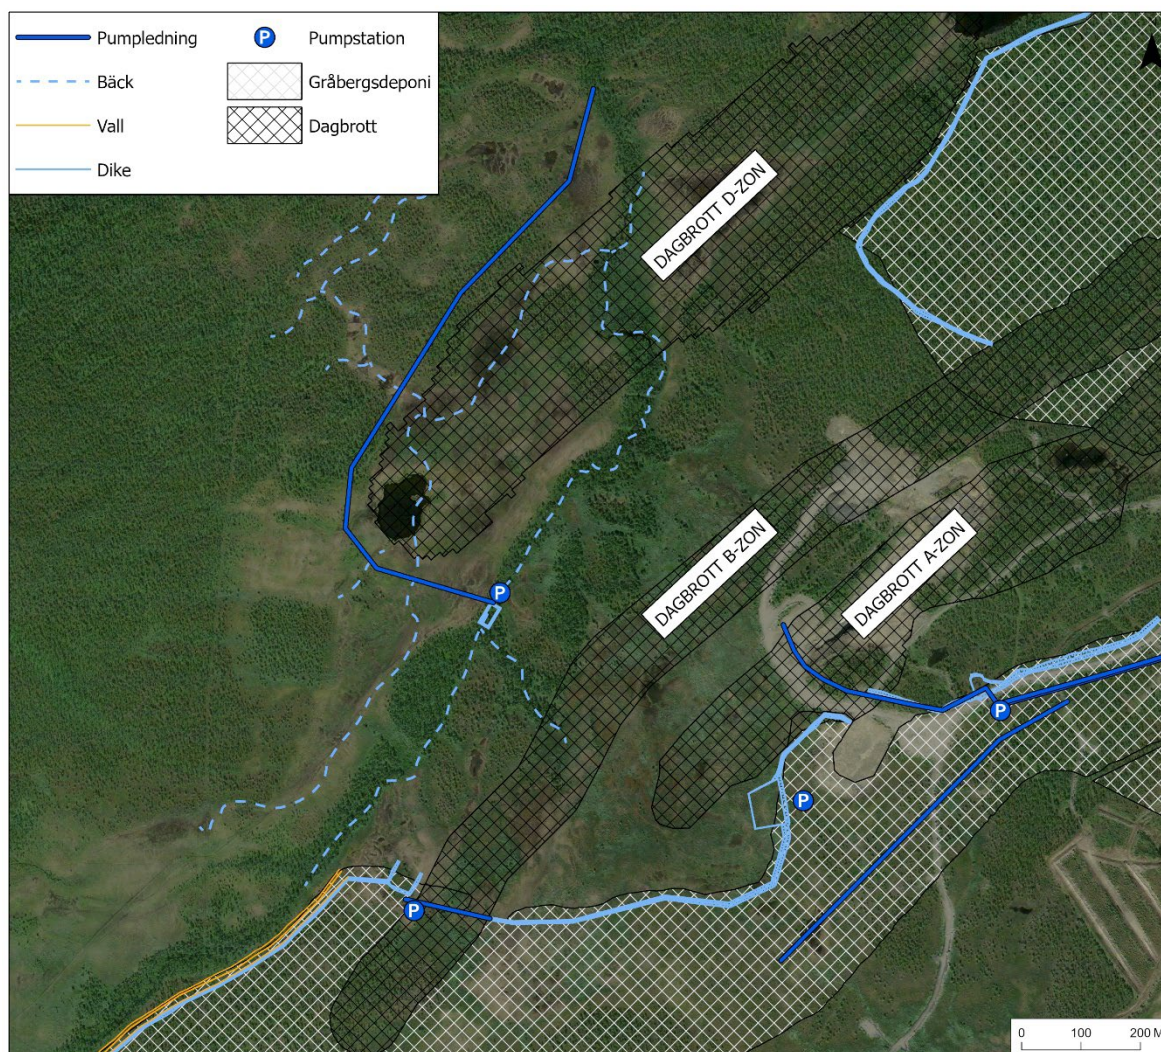 Pumpledning
P Pumpstation
Bäck
Gråbergsdeponi
Vall
Dagbrott
Dike
DAGBROTT D-ZON
DAGBROTT B-ZON
DAGBROTT A-ZON
P
P
P
P
0 100 200 M